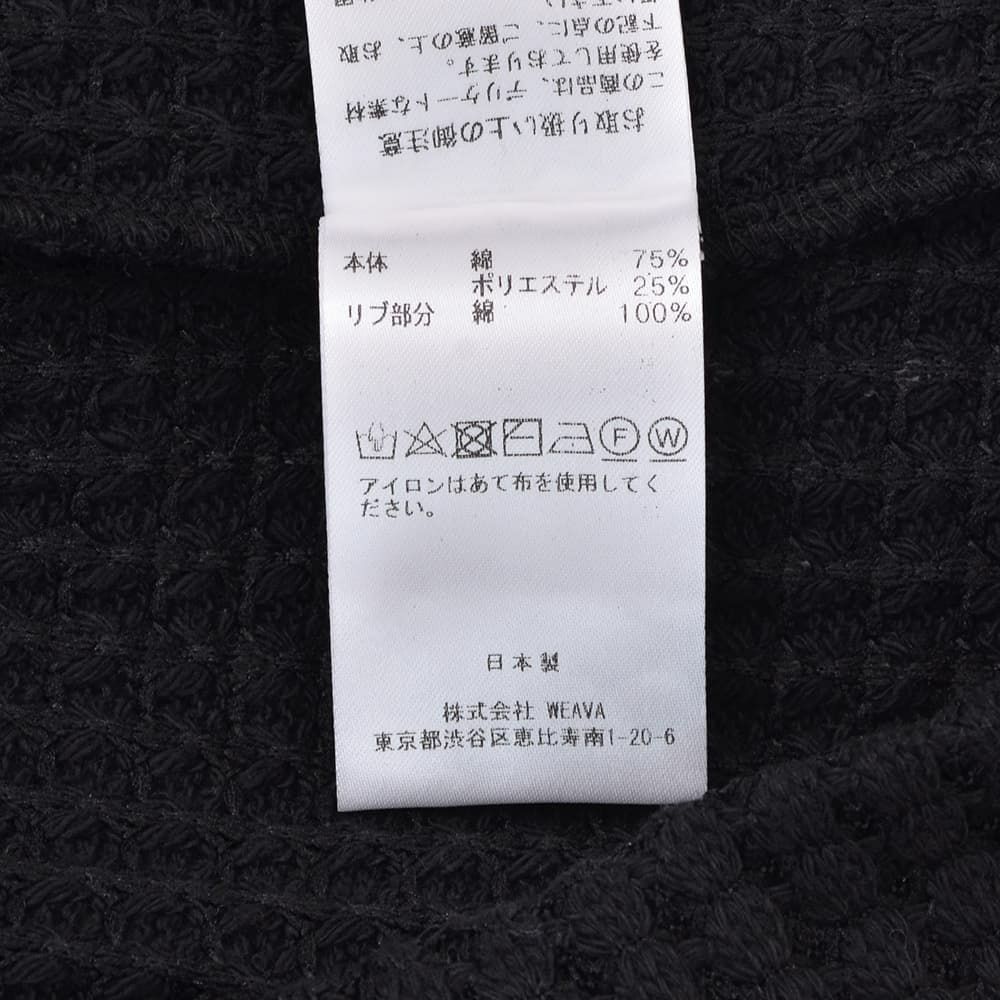 お取り扱い上の御注意
この商品は、デリケートな素材
を使用しております。
下記の点に、ご留意の上、お取
本体 綿 75%
ポリエステル 25%
リブ部分 綿 100%
F W
アイロンはあて布を使用してく
ださい。
日本製
株式会社 WEAVA
東京都渋谷区恵比寿南1-20-6